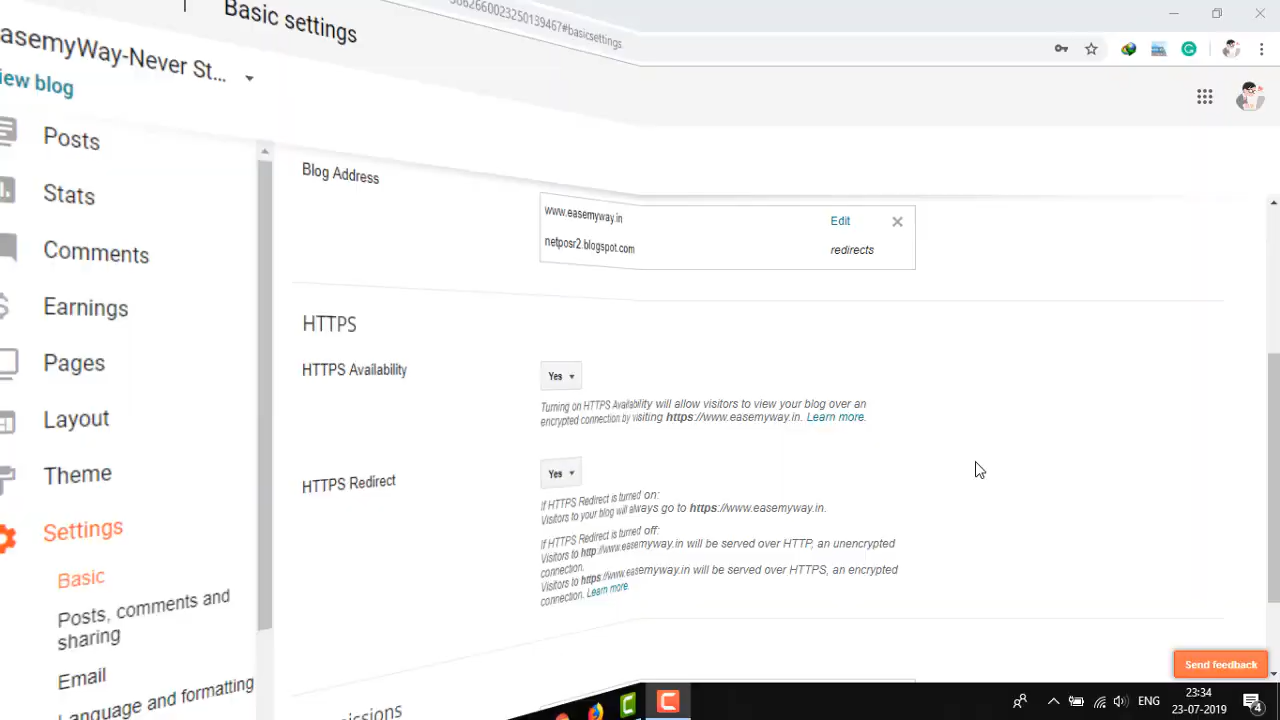 58626600232501394​67#basicsettings
Basic settings
easemyWay-Never St...
iew blog
Posts
Stats
Comments
Earnings
Pages
Layout
Theme
Settings
Basic
Posts, comments and
sharing
Email
Language and formatting
Blog Address
www.easemyway.in
Edit
netposr2.blogspot.com
redirects
HTTPS
HTTPS Availability
Yes
Turning on HTTPS Availability will allow visitors to view your blog over an
encrypted connection by visiting https://www.easemyway.in. Learn more.
HTTPS Redirect
Yes
If HTTPS Redirect is turned on:
Visitors to your blog will always go to https://www.easemyway.in.
If HTTPS Redirect is turned off:
Visitors to http://www.easemyway.in will be served over HTTP, an unencrypted
connection.
Visitors to https://www.easemyway.in will be served over HTTPS, an encrypted
connection. Learn more.
missions
Send feedback
ENG
23:34
23-07-2019
4